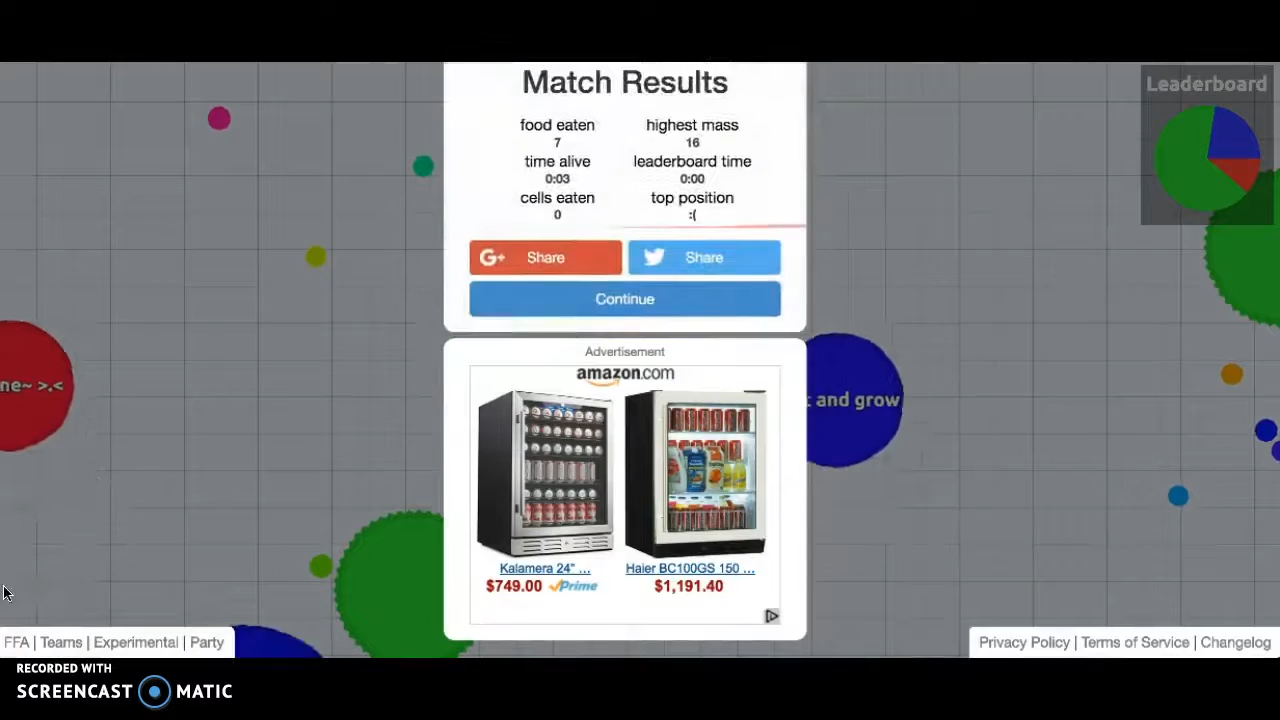 Match Results
Leaderboard
food eaten
7
highest mass
16
time alive
0:03
leaderboard time
0:00
cells eaten
0
top position
:(
G+ Share
Share
Continue
Advertisement
amazon.com
ne~ >.<
and grow
Kalamera 24" ...
$749.00 Prime
Haier BC100GS 150 ...
$1,191.40
FFA | Teams | Experimental | Party
Privacy Policy | Terms of Service | Changelog
RECORDED WITH
SCREENCAST MATIC